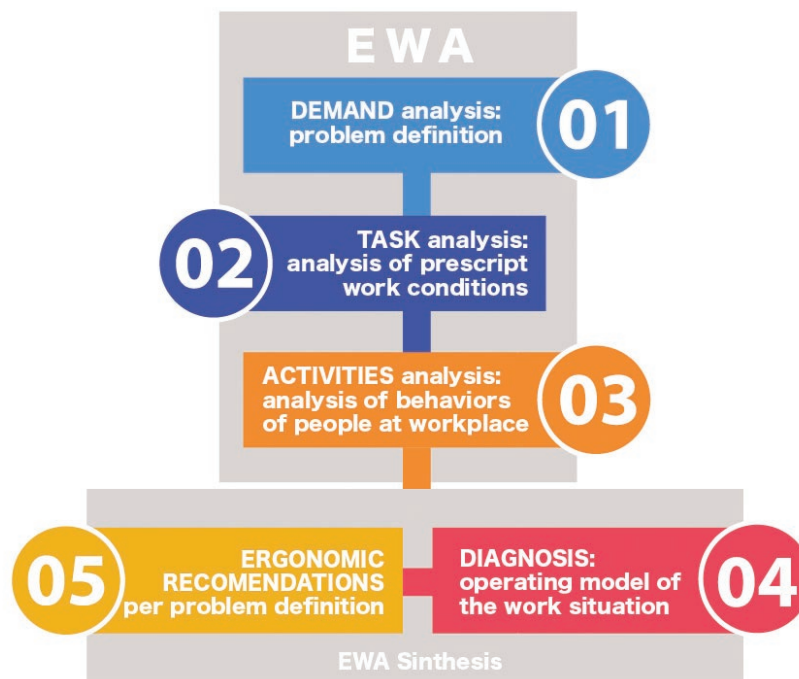 EWA
DEMAND analysis:
problem definition
01
02
TASK analysis:
analysis of prescript
work conditions
ACTIVITIES analysis:
analysis of behaviors
of people at workplace
03
DIAGNOSIS:
operating model of
the work situation
04
05
ERGONOMIC
RECOMENDATIONS
per problem definition
EWA Sinthesis